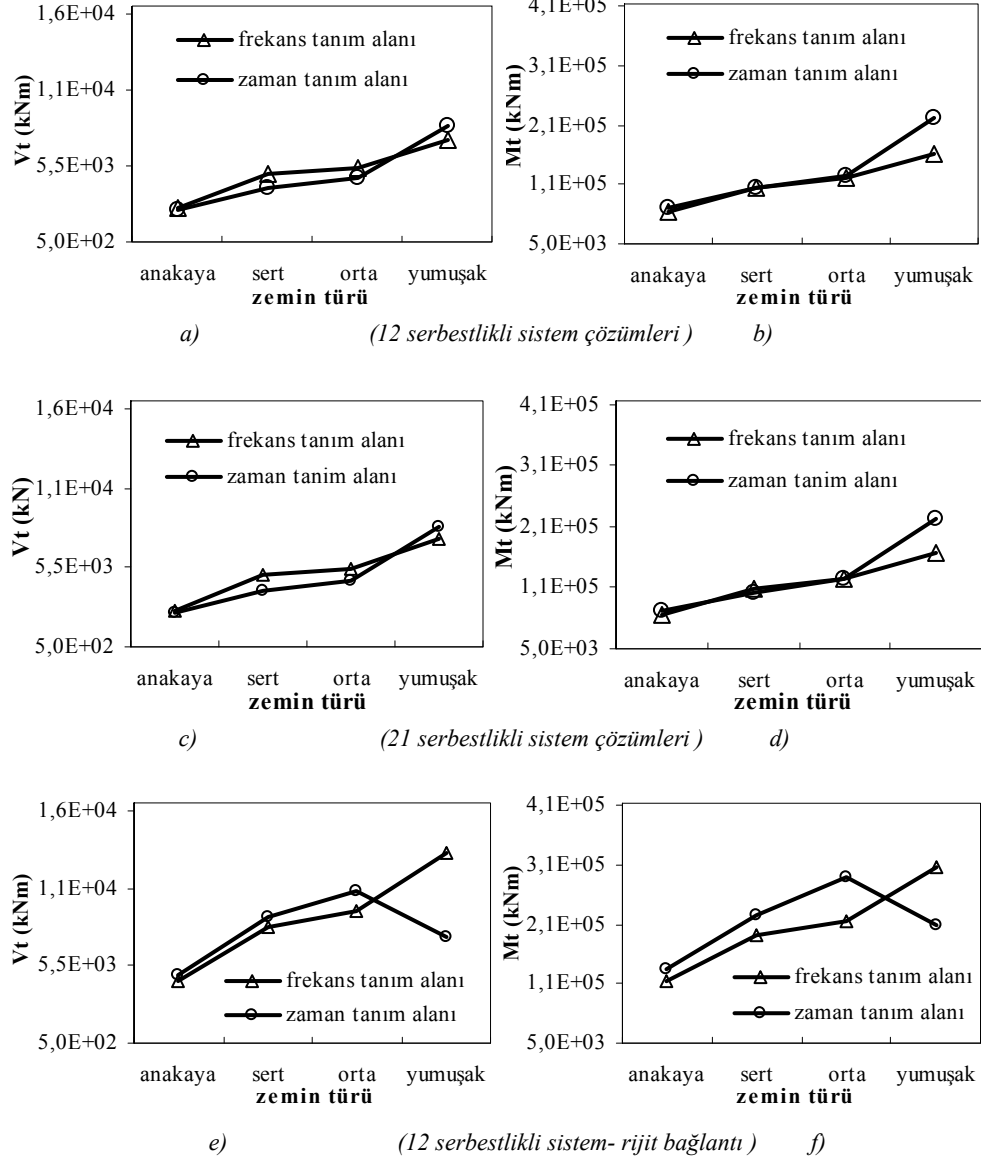 1,6E+04
1,1E+04
5,5E+03
5,0E+02
Vt (kNm)
frekans tanım alanı
zaman tanım alanı
anakaya sert orta yumuşak
zemin türü
4,1E+05
3,1E+05
2,1E+05
1,1E+05
5,0E+03
Mt (kNm)
frekans tanım alanı
zaman tanım alanı
anakaya sert orta yumuşak
zemin türü
a) (12 serbestlikli sistem çözümleri ) b)
1,6E+04
1,1E+04
5,5E+03
5,0E+02
Vt (kN)
frekans tanım alanı
zaman tanim alanı
anakaya sert orta yumuşak
zemin türü
4,1E+05
3,1E+05
2,1E+05
1,1E+05
5,0E+03
Mt (kNm)
frekans tanım alanı
zaman tanim alanı
anakaya sert orta yumuşak
zemin türü
c) (21 serbestlikli sistem çözümleri ) d)
1,6E+04
1,1E+04
5,5E+03
5,0E+02
Vt (kNm)
frekans tanım alanı
zaman tanım alanı
anakaya sert orta yumuşak
zemin türü
4,1E+05
3,1E+05
2,1E+05
1,1E+05
5,0E+03
Mt (kNm)
frekans tanım alanı
zaman tanım alanı
anakaya sert orta yumuşak
zemin türü
e) (12 serbestlikli sistem- rijit bağlantı ) f)